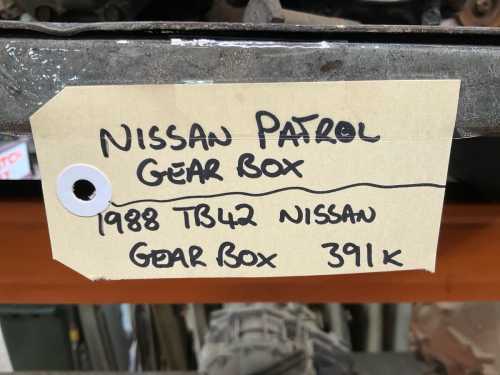 NISSAN PATROL
GEAR BOX
1988 TB42 NISSAN
GEAR BOX 391K